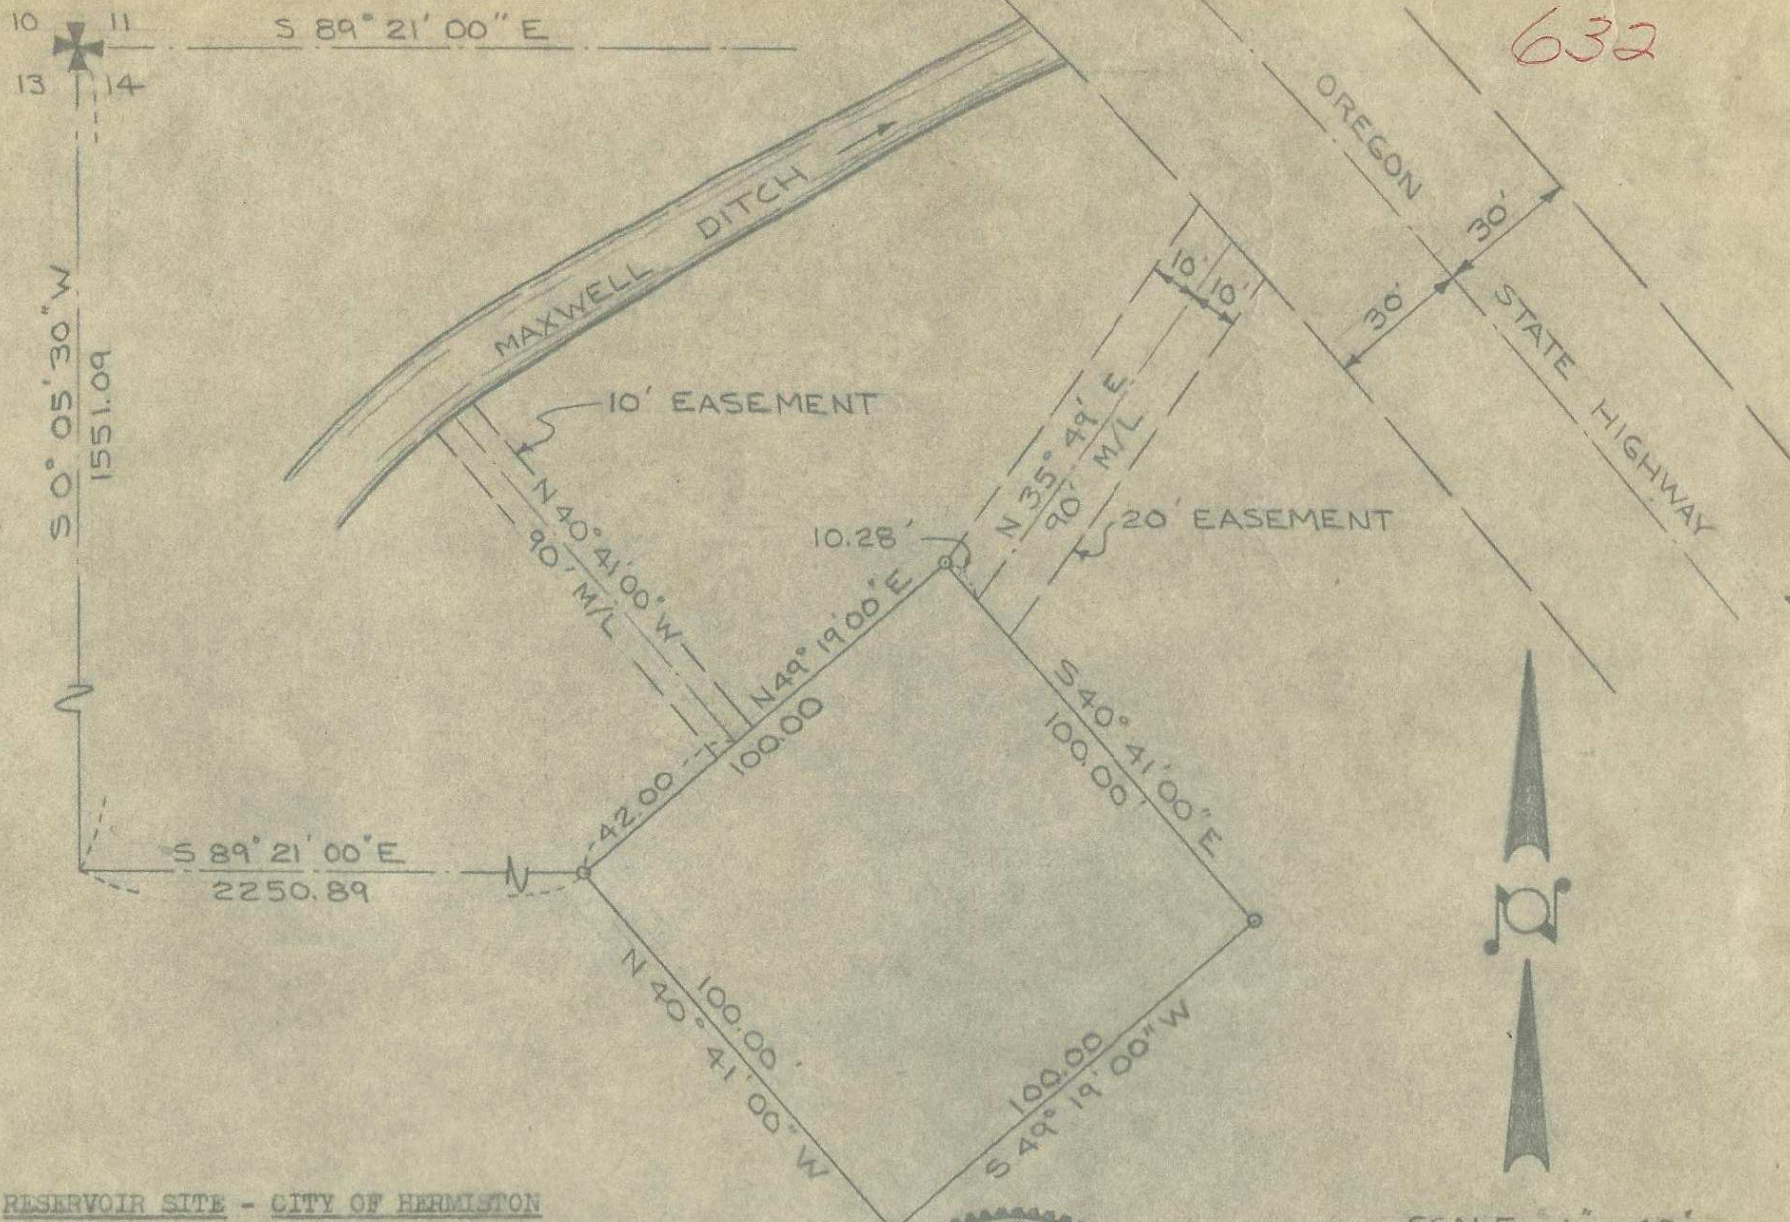 10 11
13 14
S 89° 21' 00" E
632
OREGON
STATE
HIGHWAY
30'
30'
MAXWELL DITCH
10' 10'
S 0° 05' 30" W
1551.09
10' EASEMENT
N 40° 41' 00" W
90' M/L
N 35° 49' E
90' M/L
20' EASEMENT
10.28'
N 49° 19' 00" E
100.00
42.00
S 40° 41' 00" E
100.00'
S 89° 21' 00" E
2250.89
100.00'
N 40° 41' 00" W
100.00
S 49° 19' 00" W
RESERVOIR SITE - CITY OF HERMISTON
SCALE